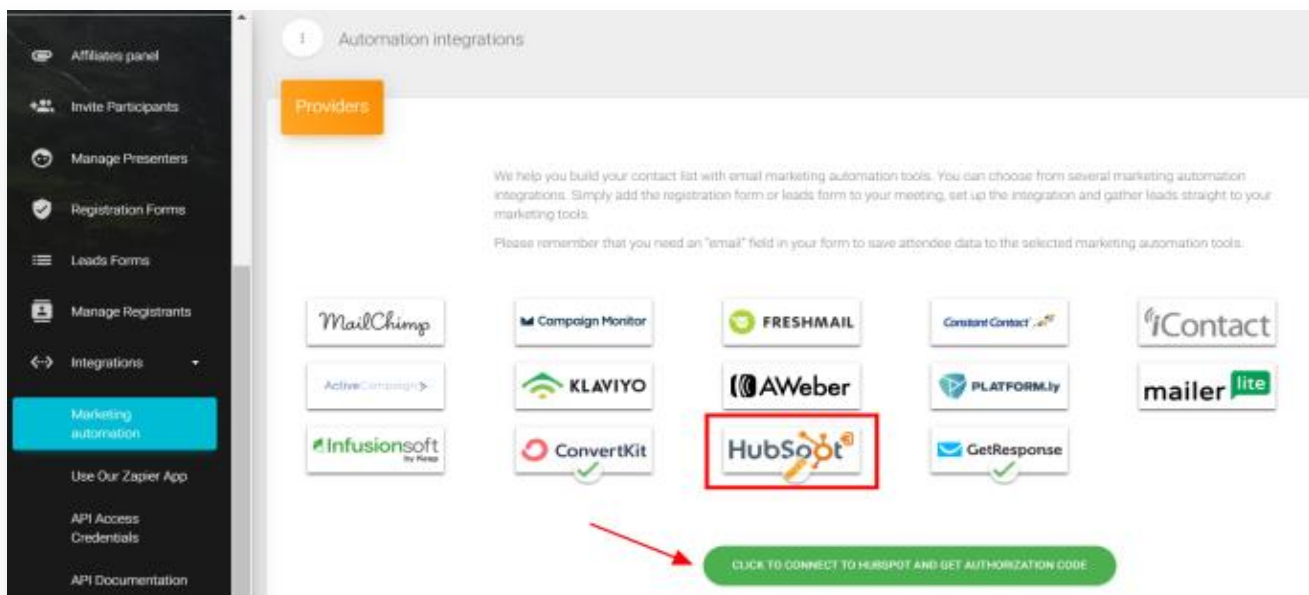 Affiliates panel
Invite Participants
Manage Presenters
Registration Forms
Leads Forms
Manage Registrants
Integrations
Marketing
automation
Use Our Zapier App
API Access
Credentials
API Documentation
Automation integrations
Providers
We help you build your contact list with email marketing automation tools. You can choose from several marketing automation
integrations. Simply add the registration form or leads form to your meeting, set up the integration and gather leads straight to your
marketing tools.
Please remember that you need an "email" field in your form to save attendee data to the selected marketing automation tools.
MailChimp
Campaign Monitor
FRESHMAIL
Constant Contact
iContact
ActiveCampaign >
KLAVIYO
AWeber
PLATFORM.ly
mailer lite
Infusionsoft
by Keap
ConvertKit
HubSpot
GetResponse
CLICK TO CONNECT TO HUBSPOT AND GET AUTHORIZATION CODE